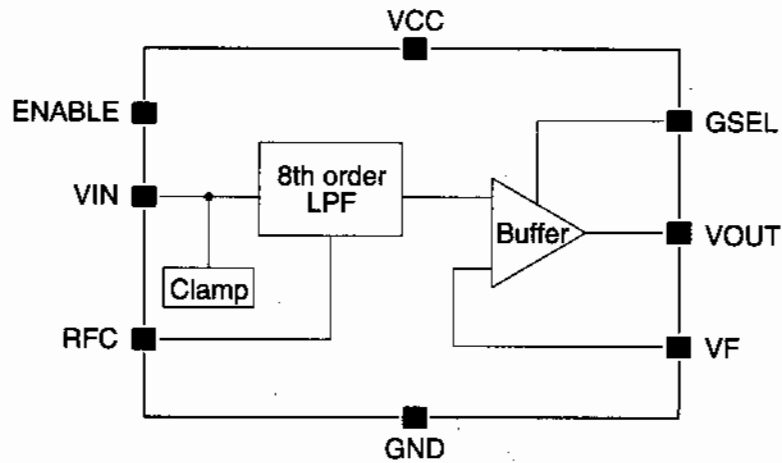 VCC
ENABLE
GSEL
VIN
8th order
LPF
Buffer
VOUT
Clamp
RFC
VF
GND